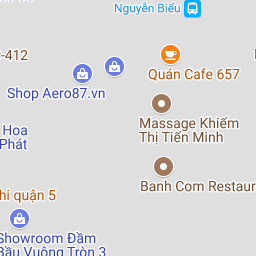 Nguyễn Biểu
-412
Quán Cafe 657
Shop Aero87.vn
Massage Khiếm
Thị Tiến Minh
Hoa
Phát
Banh Com Restaur
hi quận 5
Showroom Đầm
Bầu Vuông Tròn 3